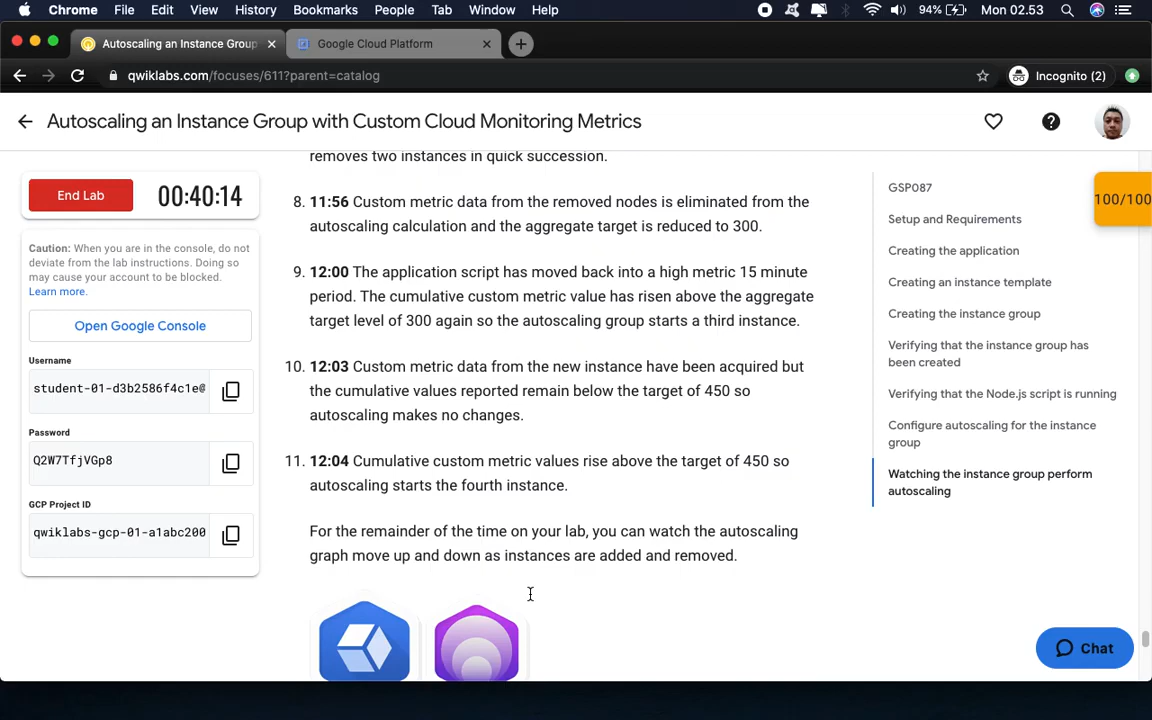 Chrome File Edit View History Bookmarks People Tab Window Help 94% Mon 02.53
Autoscaling an Instance Group
Google Cloud Platform
qwiklabs.com/focuses/611?parent=catalog
Incognito (2)
Autoscaling an Instance Group with Custom Cloud Monitoring Metrics
End Lab
00:40:14
Caution: When you are in the console, do not
deviate from the lab instructions. Doing so
may cause your account to be blocked.
Learn more.
Open Google Console
Username
student-01-d3b2586f4c1e@
Password
Q2W7TfjVGp8
GCP Project ID
qwiklabs-gcp-01-a1abc200
removes two instances in quick succession.
8. 11:56 Custom metric data from the removed nodes is eliminated from the
autoscaling calculation and the aggregate target is reduced to 300.
9. 12:00 The application script has moved back into a high metric 15 minute
period. The cumulative custom metric value has risen above the aggregate
target level of 300 again so the autoscaling group starts a third instance.
10. 12:03 Custom metric data from the new instance have been acquired but
the cumulative values reported remain below the target of 450 so
autoscaling makes no changes.
11. 12:04 Cumulative custom metric values rise above the target of 450 so
autoscaling starts the fourth instance.
For the remainder of the time on your lab, you can watch the autoscaling
graph move up and down as instances are added and removed.
GSP087
Setup and Requirements
Creating the application
Creating an instance template
Creating the instance group
Verifying that the instance group has
been created
Verifying that the Node.js script is running
Configure autoscaling for the instance
group
Watching the instance group perform
autoscaling
100/100
Chat